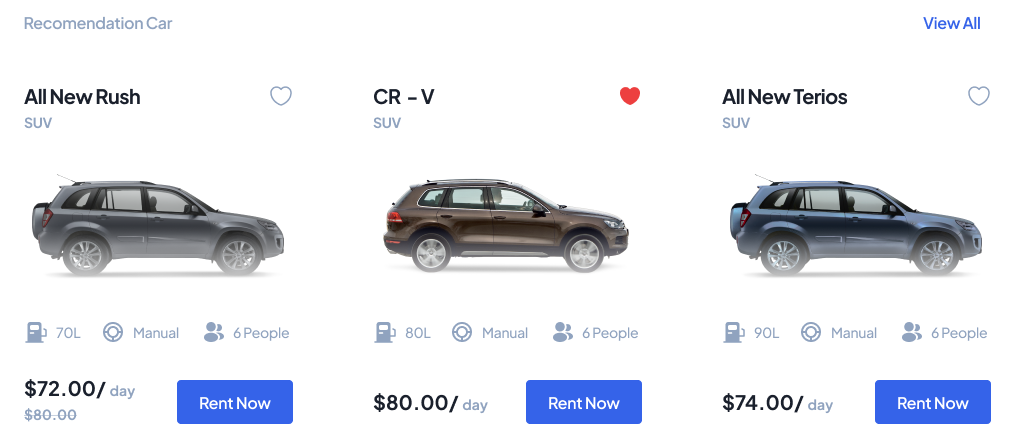 Recomendation Car
View All
All New Rush
SUV
70L
Manual
6 People
$72.00/ day
$80.00
Rent Now
CR - V
SUV
80L
Manual
6 People
$80.00/ day
Rent Now
All New Terios
SUV
90L
Manual
6 People
$74.00/ day
Rent Now